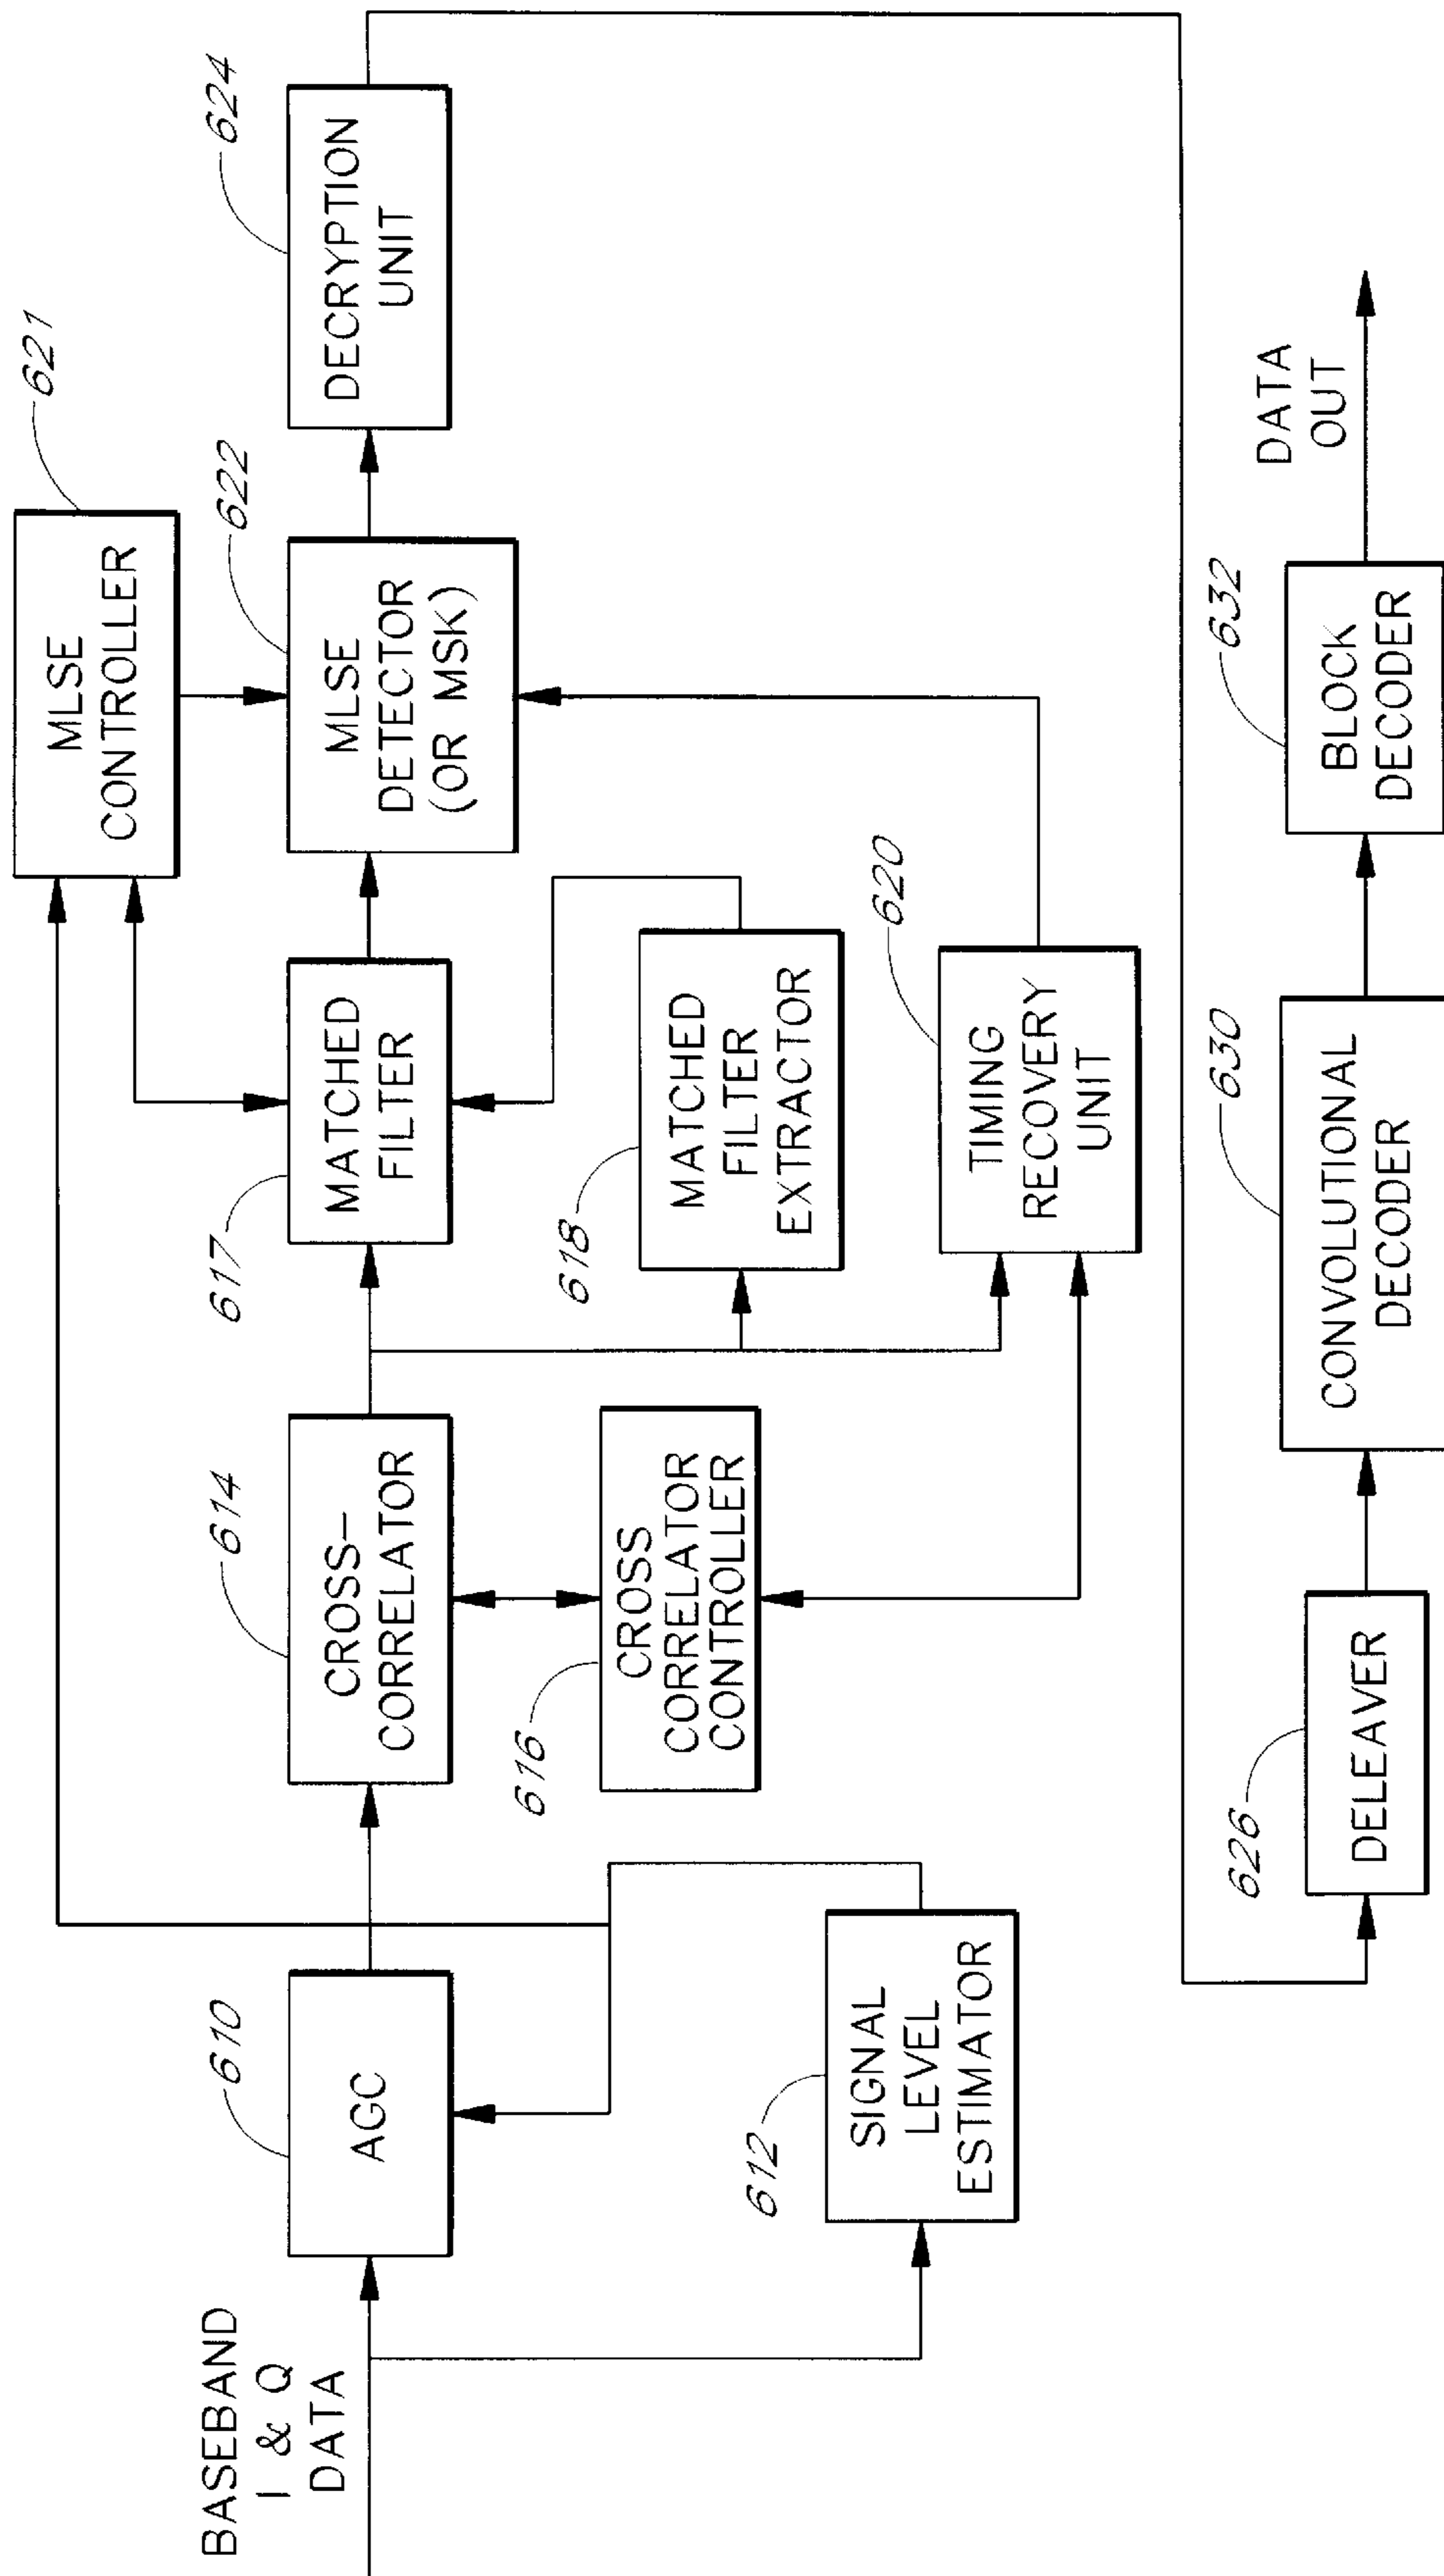 BASEBAND
I & Q
DATA
610
AGC
612
SIGNAL
LEVEL
ESTIMATOR
614
CROSS-
CORRELATOR
616
CROSS
CORRELATOR
CONTROLLER
617
MATCHED
FILTER
618
MATCHED
FILTER
EXTRACTOR
620
TIMING
RECOVERY
UNIT
621
MLSE
CONTROLLER
622
MLSE
DETECTOR
(OR MSK)
624
DECRYPTION
UNIT
626
DELEAVER
630
CONVOLUTIONAL
DECODER
632
BLOCK
DECODER
DATA
OUT